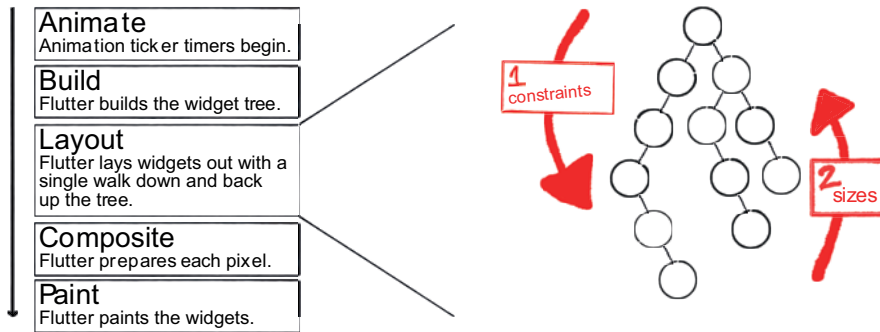 Animate
Animation ticker timers begin.
Build
Flutter builds the widget tree.
Layout
Flutter lays widgets out with a
single walk down and back
up the tree.
Composite
Flutter prepares each pixel.
Paint
Flutter paints the widgets.
1
constraints
2
sizes